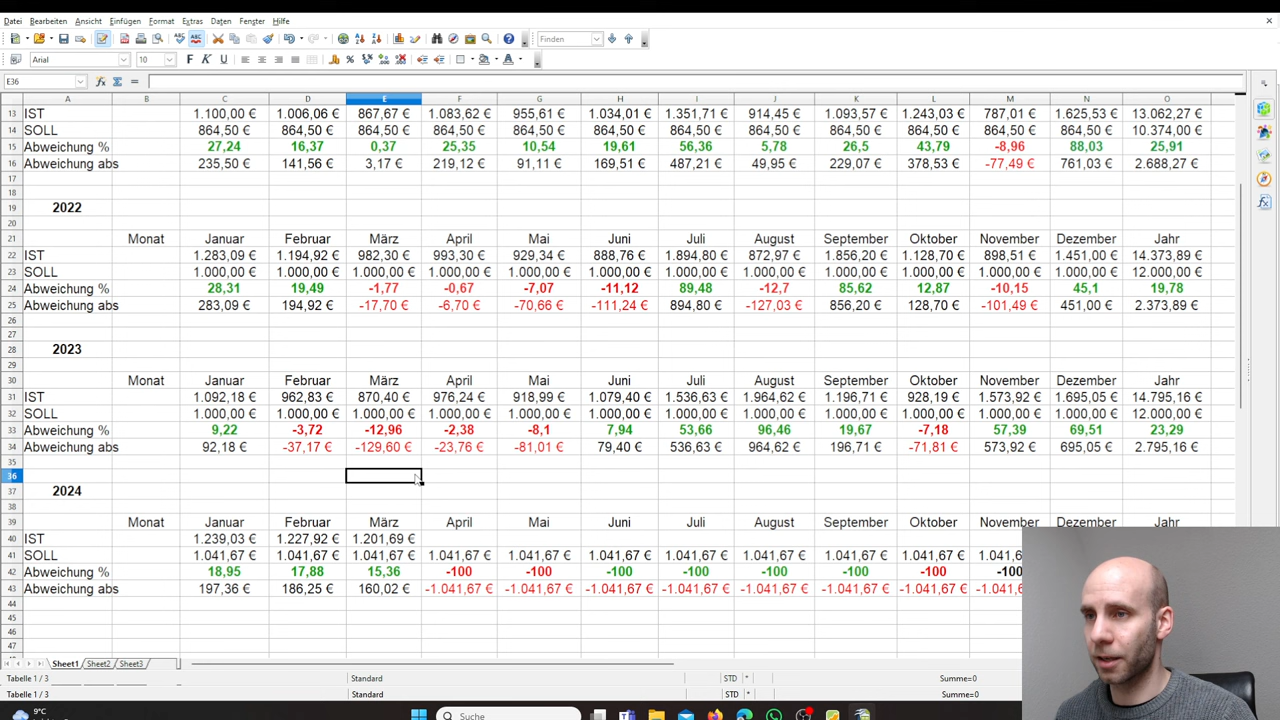 Datei Bearbeiten Ansicht Einfügen Format Extras Daten Fenster Hilfe
Finden
Arial 10 F K U
E36
A B C D E F G H I J K L M N O
13 IST 1.100,00 € 1.006,06 € 867,67 € 1.083,62 € 955,61 € 1.034,01 € 1.351,71 € 914,45 € 1.093,57 € 1.243,03 € 787,01 € 1.625,53 € 13.062,27 €
14 SOLL 864,50 € 864,50 € 864,50 € 864,50 € 864,50 € 864,50 € 864,50 € 864,50 € 864,50 € 864,50 € 864,50 € 864,50 € 10.374,00 €
15 Abweichung % 27,24 16,37 0,37 25,35 10,54 19,61 56,36 5,78 26,5 43,79 -8,96 88,03 25,91
16 Abweichung abs 235,50 € 141,56 € 3,17 € 219,12 € 91,11 € 169,51 € 487,21 € 49,95 € 229,07 € 378,53 € -77,49 € 761,03 € 2.688,27 €
17
18
19 2022
20
21 Monat Januar Februar März April Mai Juni Juli August September Oktober November Dezember Jahr
22 IST 1.283,09 € 1.194,92 € 982,30 € 993,30 € 929,34 € 888,76 € 1.894,80 € 872,97 € 1.856,20 € 1.128,70 € 898,51 € 1.451,00 € 14.373,89 €
23 SOLL 1.000,00 € 1.000,00 € 1.000,00 € 1.000,00 € 1.000,00 € 1.000,00 € 1.000,00 € 1.000,00 € 1.000,00 € 1.000,00 € 1.000,00 € 1.000,00 € 12.000,00 €
24 Abweichung % 28,31 19,49 -1,77 -0,67 -7,07 -11,12 89,48 -12,7 85,62 12,87 -10,15 45,1 19,78
25 Abweichung abs 283,09 € 194,92 € -17,70 € -6,70 € -70,66 € -111,24 € 894,80 € -127,03 € 856,20 € 128,70 € -101,49 € 451,00 € 2.373,89 €
26
27
28 2023
29
30 Monat Januar Februar März April Mai Juni Juli August September Oktober November Dezember Jahr
31 IST 1.092,18 € 962,83 € 870,40 € 976,24 € 918,99 € 1.079,40 € 1.536,63 € 1.964,62 € 1.196,71 € 928,19 € 1.573,92 € 1.695,05 € 14.795,16 €
32 SOLL 1.000,00 € 1.000,00 € 1.000,00 € 1.000,00 € 1.000,00 € 1.000,00 € 1.000,00 € 1.000,00 € 1.000,00 € 1.000,00 € 1.000,00 € 1.000,00 € 12.000,00 €
33 Abweichung % 9,22 -3,72 -12,96 -2,38 -8,1 7,94 53,66 96,46 19,67 -7,18 57,39 69,51 23,29
34 Abweichung abs 92,18 € -37,17 € -129,60 € -23,76 € -81,01 € 79,40 € 536,63 € 964,62 € 196,71 € -71,81 € 573,92 € 695,05 € 2.795,16 €
35
36
37 2024
38
39 Monat Januar Februar März April Mai Juni Juli August September Oktober November Dezember Jahr
40 IST 1.239,03 € 1.227,92 € 1.201,69 €
41 SOLL 1.041,67 € 1.041,67 € 1.041,67 € 1.041,67 € 1.041,67 € 1.041,67 € 1.041,67 € 1.041,67 € 1.041,67 € 1.041,67 € 1.041,
42 Abweichung % 18,95 17,88 15,36 -100 -100 -100 -100 -100 -100 -100 -100
43 Abweichung abs 197,36 € 186,25 € 160,02 € -1.041,67 € -1.041,67 € -1.041,67 € -1.041,67 € -1.041,67 € -1.041,67 € -1.041,67 € -1.041
44
45
46
47
Sheet1 Sheet2 Sheet3
Tabelle 1 / 3 Standard STD * Summe=0
Tabelle 1 / 3 Standard STD * Summe=0
9°C Suche